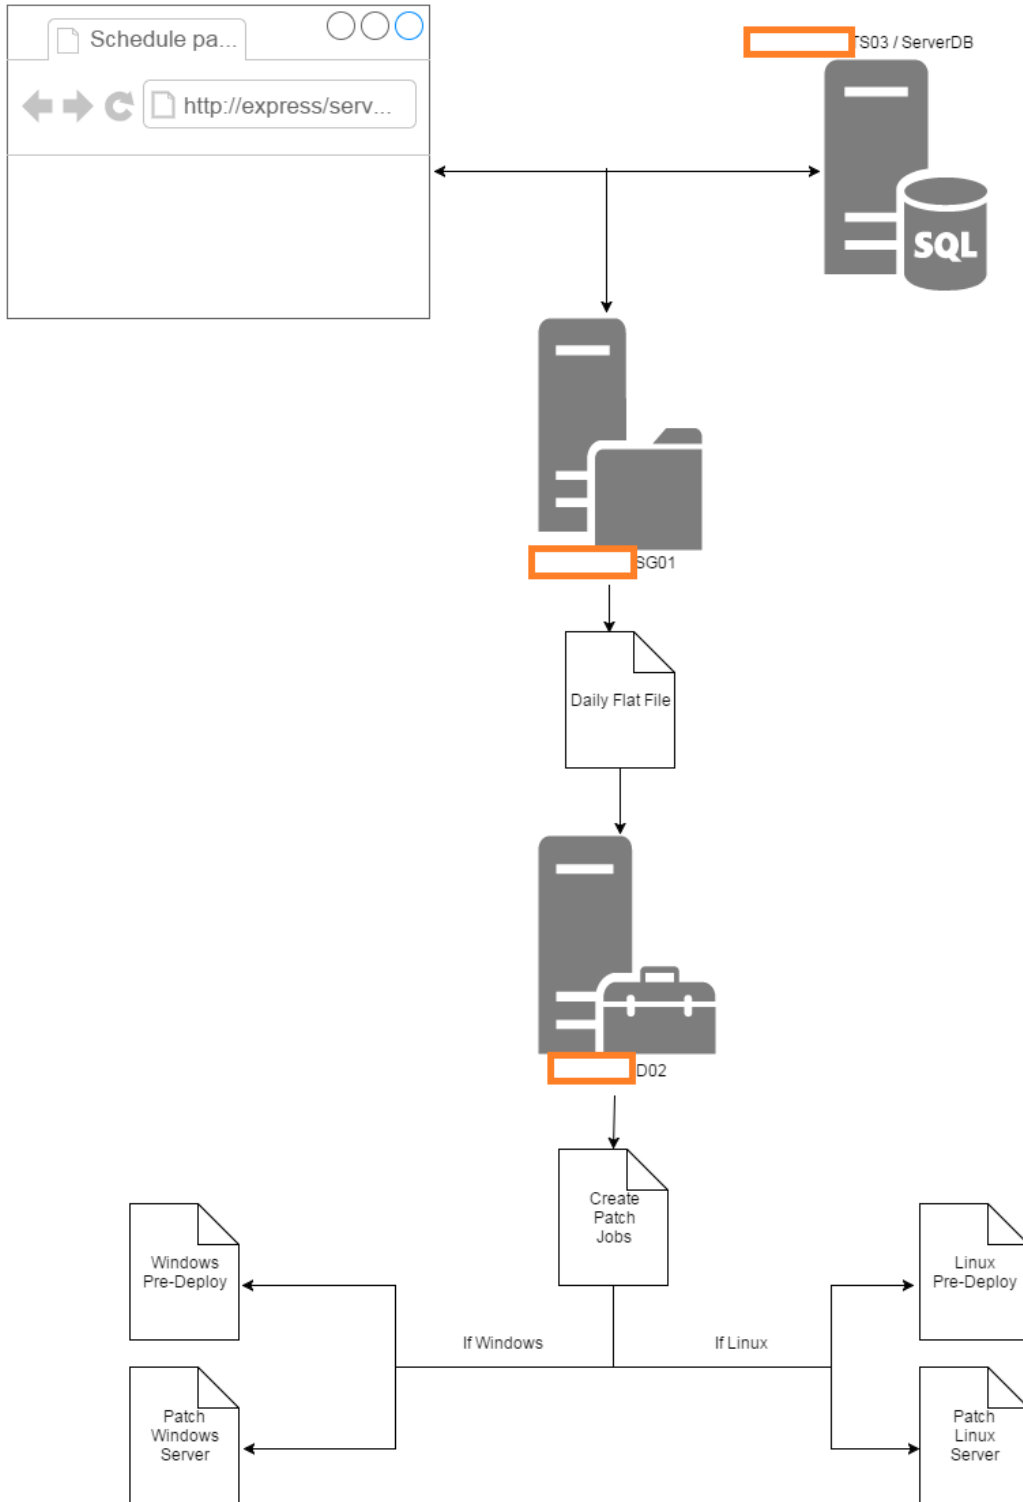 Schedule pa...
http://express/serv...
TS03 / ServerDB
SQL
SG01
Daily Flat File
D02
Create
Patch
Jobs
Windows
Pre-Deploy
Linux
Pre-Deploy
If Windows
If Linux
Patch
Windows
Server
Patch
Linux
Server